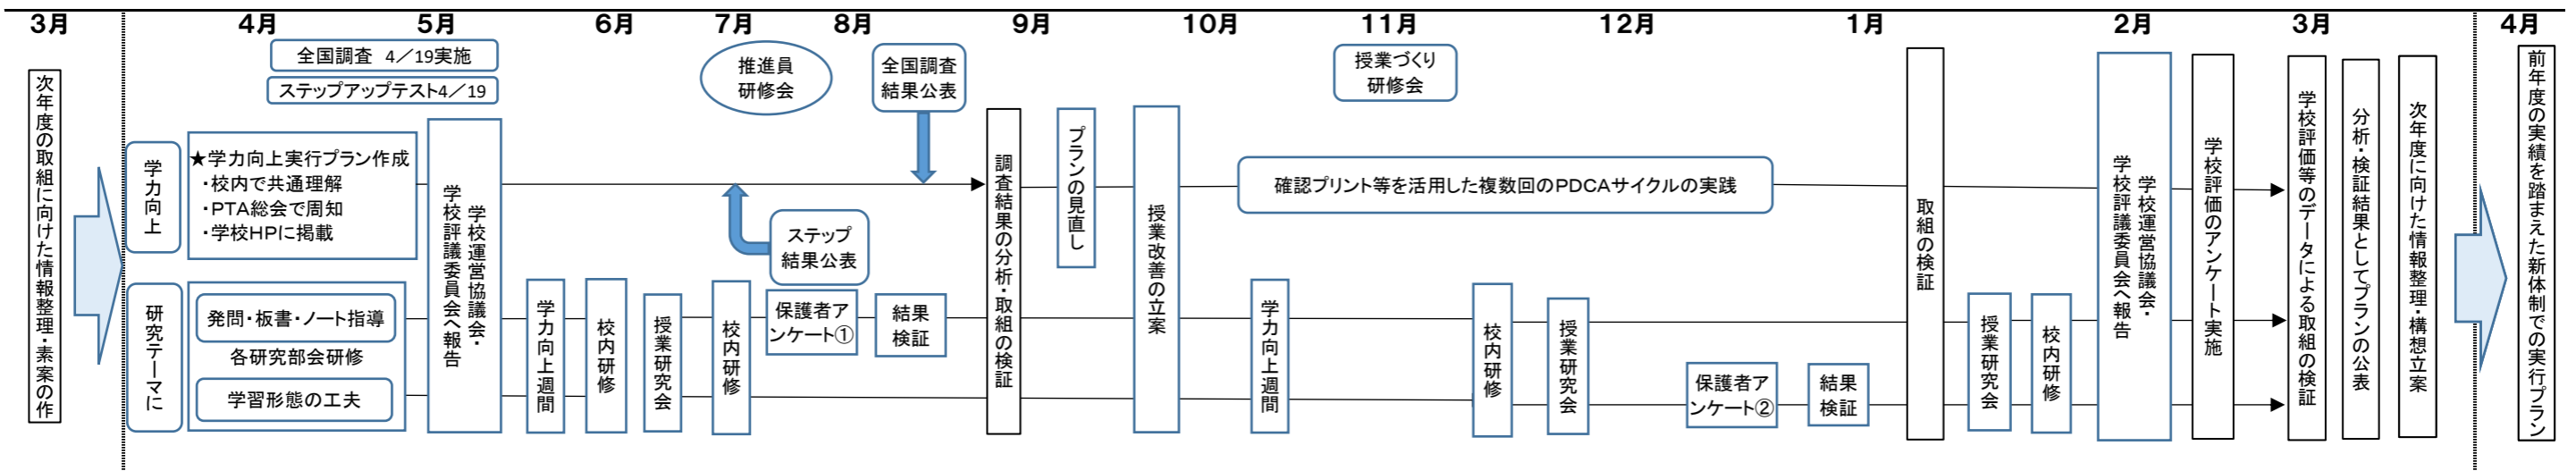 3月
4月
5月
6月
7月
8月
9月
10月
11月
12月
1月
2月
3月
4月
次年度の取組に向けた情報整理・素案の作
全国調査 4／19実施
ステップアップテスト4／19
学力向上
★学力向上実行プラン作成
・校内で共通理解
・PTA総会で周知
・学校HPに掲載
研究テーマに
発問・板書・ノート指導
各研究部会研修
学習形態の工夫
学校運営協議会・
学校評議委員会へ報告
学力向上週間
校内研修
授業研究会
校内研修
推進員
研修会
ステップ
結果公表
保護者ア
ンケート①
全国調査
結果公表
結果
検証
調査結果の分析・取組の検証
プランの見直し
授業改善の立案
学力向上週間
授業づくり
研修会
確認プリント等を活用した複数回のPDCAサイクルの実践
校内研修
授業研究会
保護者ア
ンケート②
結果
検証
取組の検証
授業研究会
校内研修
学校運営協議会・
学校評議委員会へ報告
学校評価のアンケート実施
学校評価等のデータによる取組の検証
分析・検証結果としてプランの公表
次年度に向けた情報整理・構想立案
前年度の実績を踏まえた新体制での実行プラン